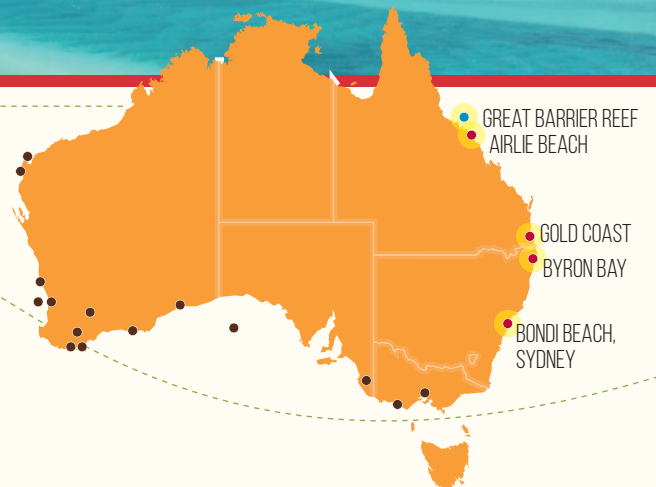 GREAT BARRIER REEF
AIRLIE BEACH
GOLD COAST
BYRON BAY
BONDI BEACH,
SYDNEY